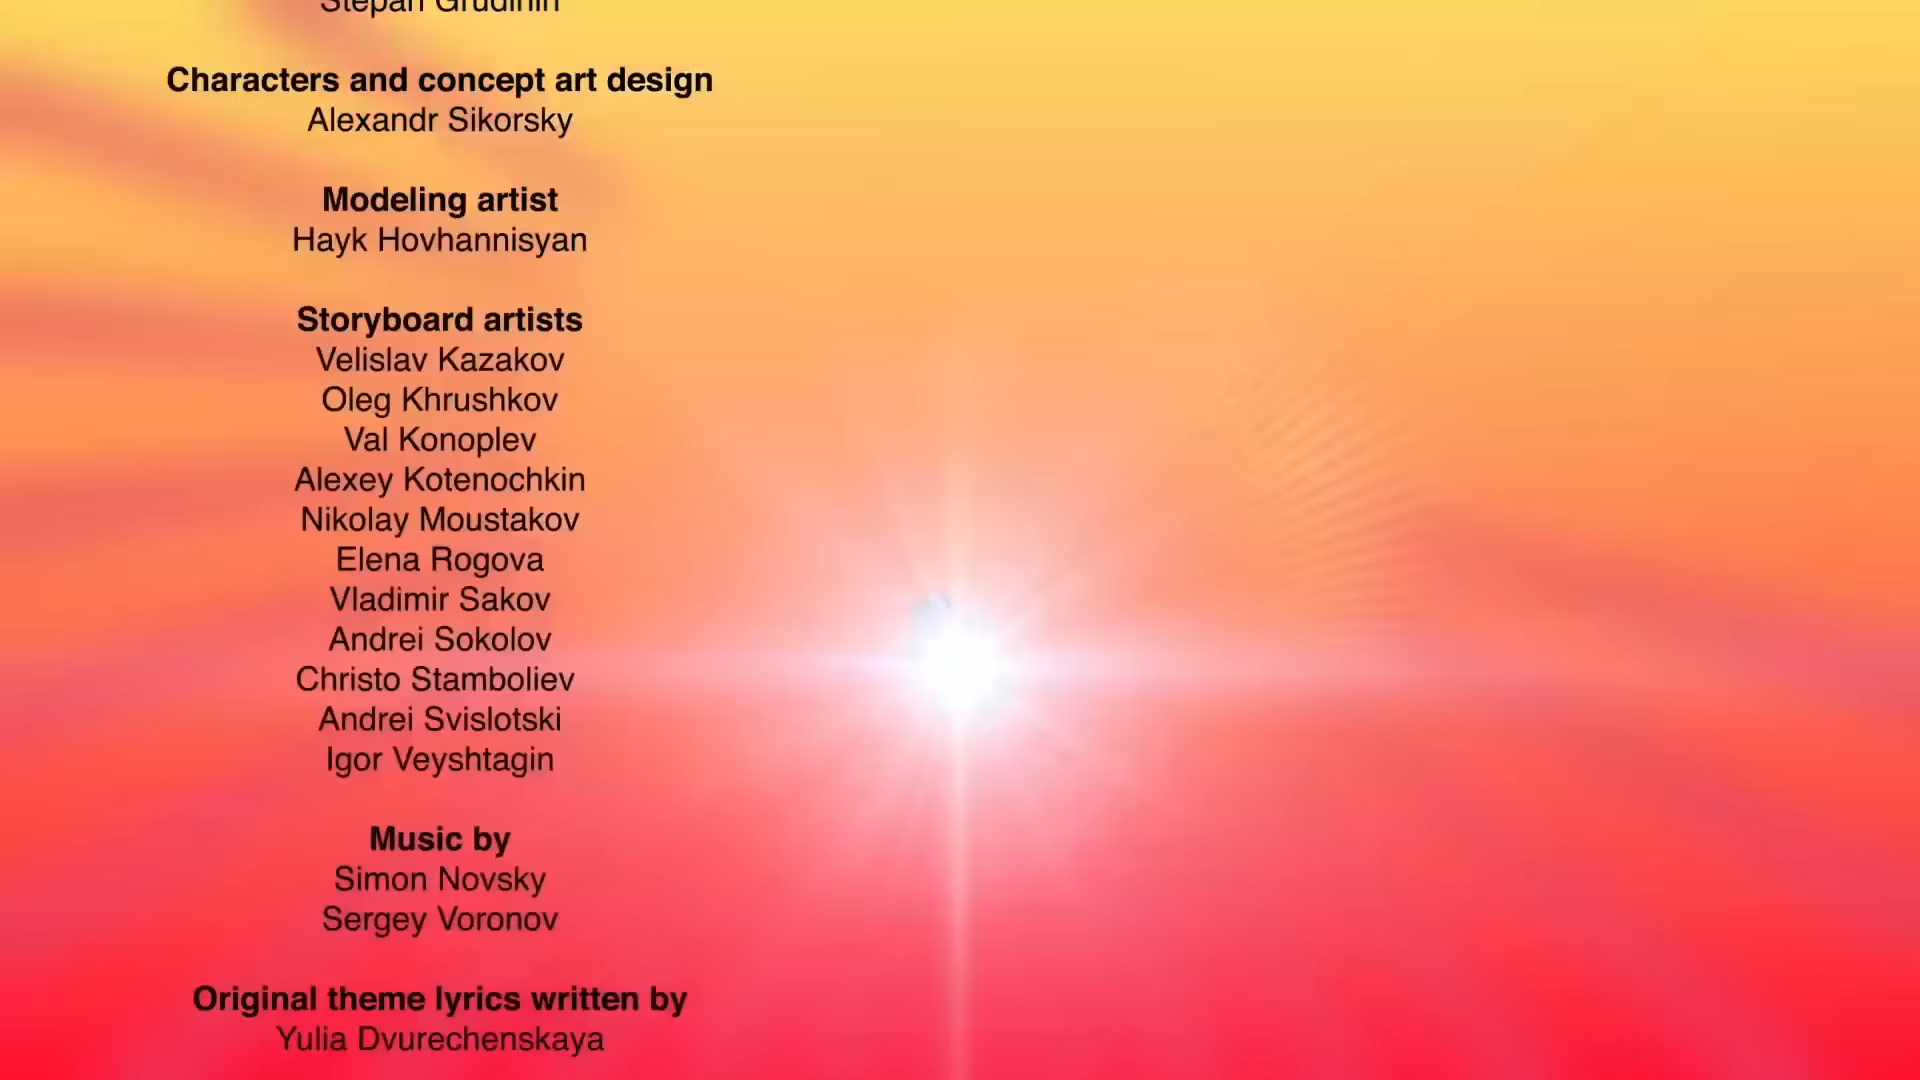 Stepan Grudinin
Characters and concept art design
Alexandr Sikorsky
Modeling artist
Hayk Hovhannisyan
Storyboard artists
Velislav Kazakov
Oleg Khrushkov
Val Konoplev
Alexey Kotenochkin
Nikolay Moustakov
Elena Rogova
Vladimir Sakov
Andrei Sokolov
Christo Stamboliev
Andrei Svislotski
Igor Veyshtagin
Music by
Simon Novsky
Sergey Voronov
Original theme lyrics written by
Yulia Dvurechenskaya